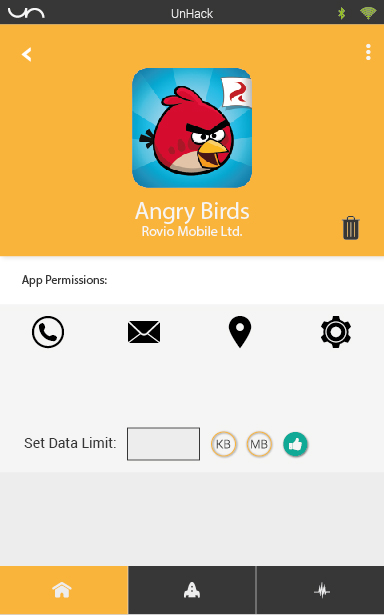 UnHack
Angry Birds
Rovio Mobile Ltd.
App Permissions:
Set Data Limit:
KB
MB